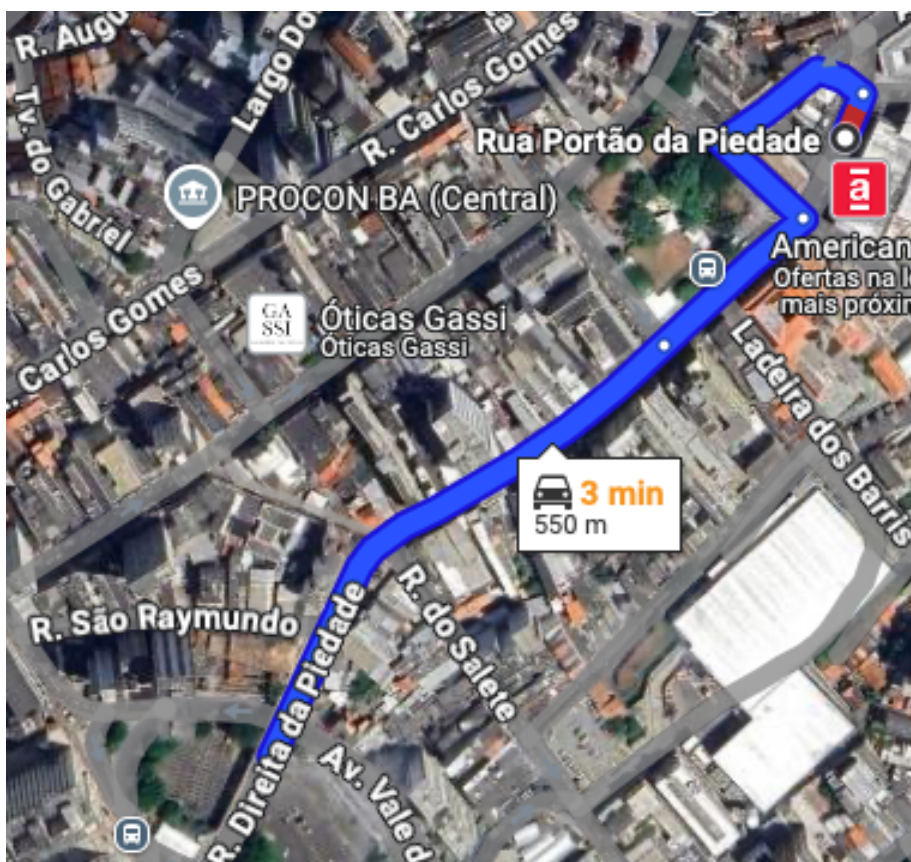 R. Augu
Largo Do
R. Carlos Gomes
Tv. do Gabriel
Rua Portão da Piedade
PROCON BA (Central)
a
American
Ofertas na l
mais próxin
GA
SSI
Óticas Gassi
Óticas Gassi
Carlos Gomes
Ladeira dos Barris
3 min
550 m
R. São Raymundo
R. do Salete
R. Direita da Piedade
Av. Vale d